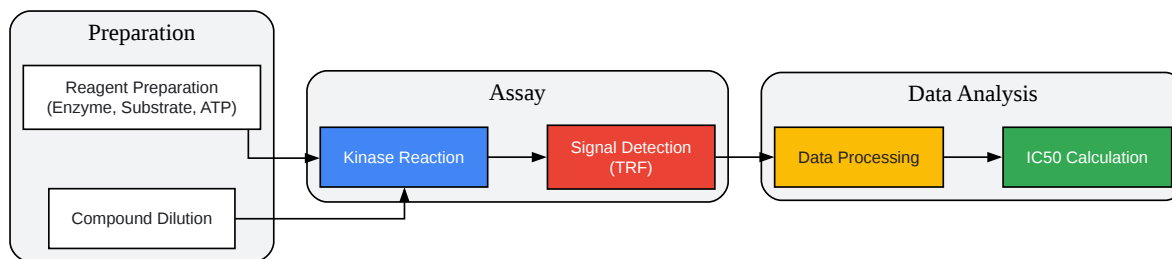 Preparation
Reagent Preparation
(Enzyme, Substrate, ATP)
Compound Dilution
Assay
Kinase Reaction
Signal Detection
(TRF)
Data Analysis
Data Processing
IC50 Calculation